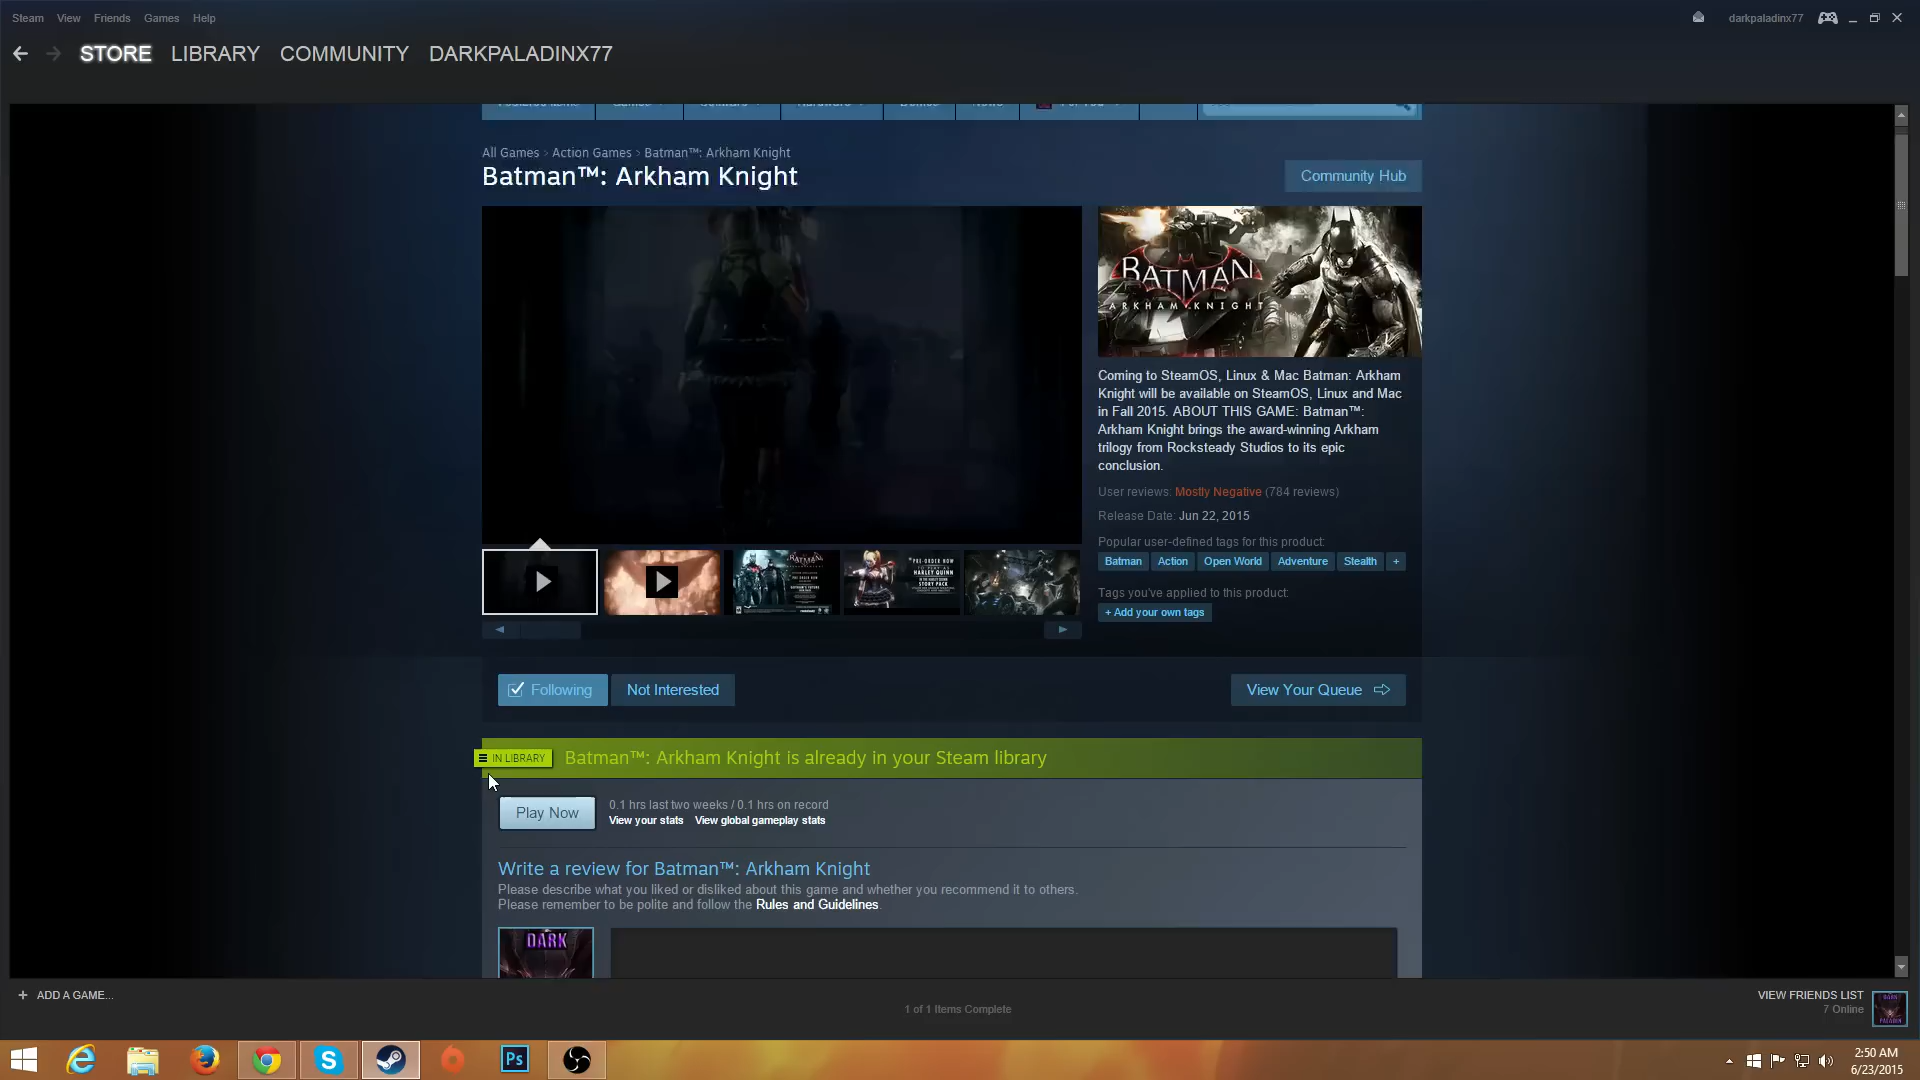 Steam View Friends Games Help
darkpaladinx77
STORE LIBRARY COMMUNITY DARKPALADINX77
All Games > Action Games > Batman™: Arkham Knight
Batman™: Arkham Knight
Community Hub
BATMAN
ARKHAM KNIGHT
Coming to SteamOS, Linux & Mac Batman: Arkham
Knight will be available on SteamOS, Linux and Mac
in Fall 2015. ABOUT THIS GAME: Batman™:
Arkham Knight brings the award-winning Arkham
trilogy from Rocksteady Studios to its epic
conclusion.
User reviews: Mostly Negative (784 reviews)
Release Date: Jun 22, 2015
Popular user-defined tags for this product:
Batman Action Open World Adventure Stealth +
Tags you've applied to this product:
+ Add your own tags
Following Not Interested
View Your Queue
IN LIBRARY
Batman™: Arkham Knight is already in your Steam library
Play Now
0.1 hrs last two weeks / 0.1 hrs on record
View your stats View global gameplay stats
Write a review for Batman™: Arkham Knight
Please describe what you liked or disliked about this game and whether you recommend it to others.
Please remember to be polite and follow the Rules and Guidelines.
DARK
+ ADD A GAME...
1 of 1 Items Complete
VIEW FRIENDS LIST
7 Online
Ps
2:50 AM
6/23/2015